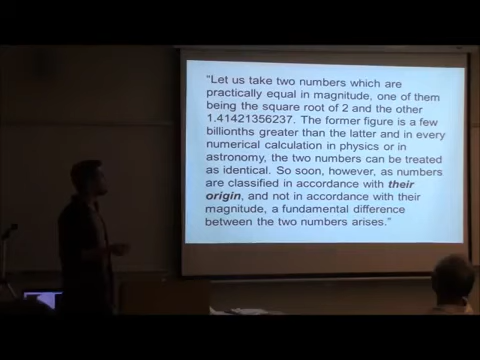 "Let us take two numbers which are
practically equal in magnitude, one of them
being the square root of 2 and the other
1.41421356237. The former figure is a few
billionths greater than the latter and in every
numerical calculation in physics or in
astronomy, the two numbers can be treated
as identical. So soon, however, as numbers
are classified in accordance with their
origin, and not in accordance with their
magnitude, a fundamental difference
between the two numbers arises."